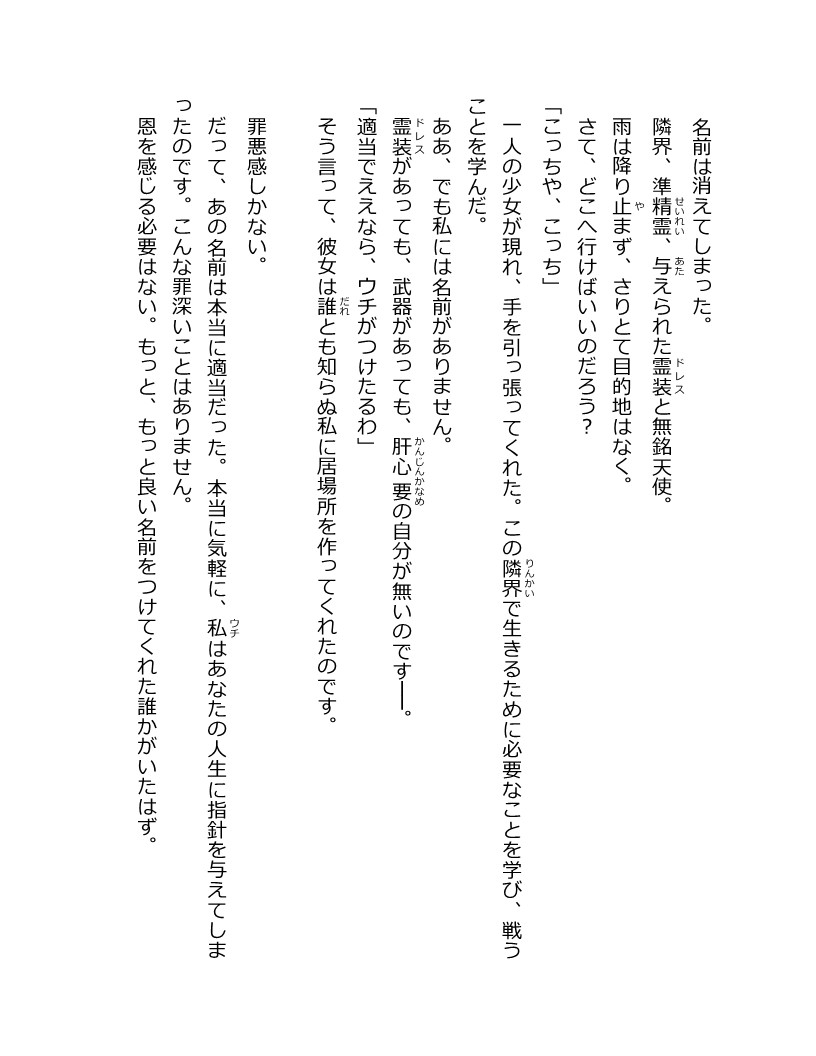 名前は消えてしまった。
隣界、準精霊、与えられた霊装と無銘天使。
雨は降り止まず、さりとて目的地はなく。
さて、どこへ行けばいいのだろう？
「こっちや、こっち」
一人の少女が現れ、手を引っ張ってくれた。この隣界で生きるために必要なことを学び、戦う
ことを学んだ。
ああ、でも私には名前がありません。
霊装があっても、武器があっても、肝心要の自分が無いのです――。
「適当でええなら、ウチがつけたるわ」
そう言って、彼女は誰とも知らぬ私に居場所を作ってくれたのです。
罪悪感しかない。
だって、あの名前は本当に適当だった。本当に気軽に、私はあなたの人生に指針を与えてしま
ったのです。こんな罪深いことはありません。
恩を感じる必要はない。もっと、もっと良い名前をつけてくれた誰かがいたはず。